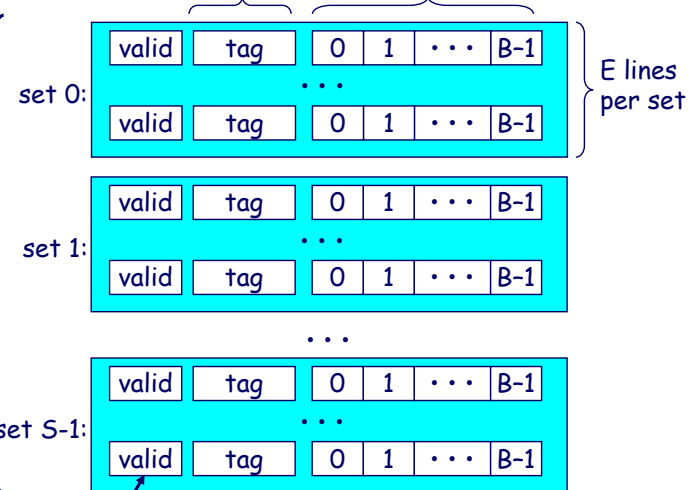 valid tag 0 1 • • • B–1
E lines
per set
set 0:
• • •
valid tag 0 1 • • • B–1
valid tag 0 1 • • • B–1
set 1:
• • •
valid tag 0 1 • • • B–1
• • •
valid tag 0 1 • • • B–1
set S-1:
• • •
valid tag 0 1 • • • B–1